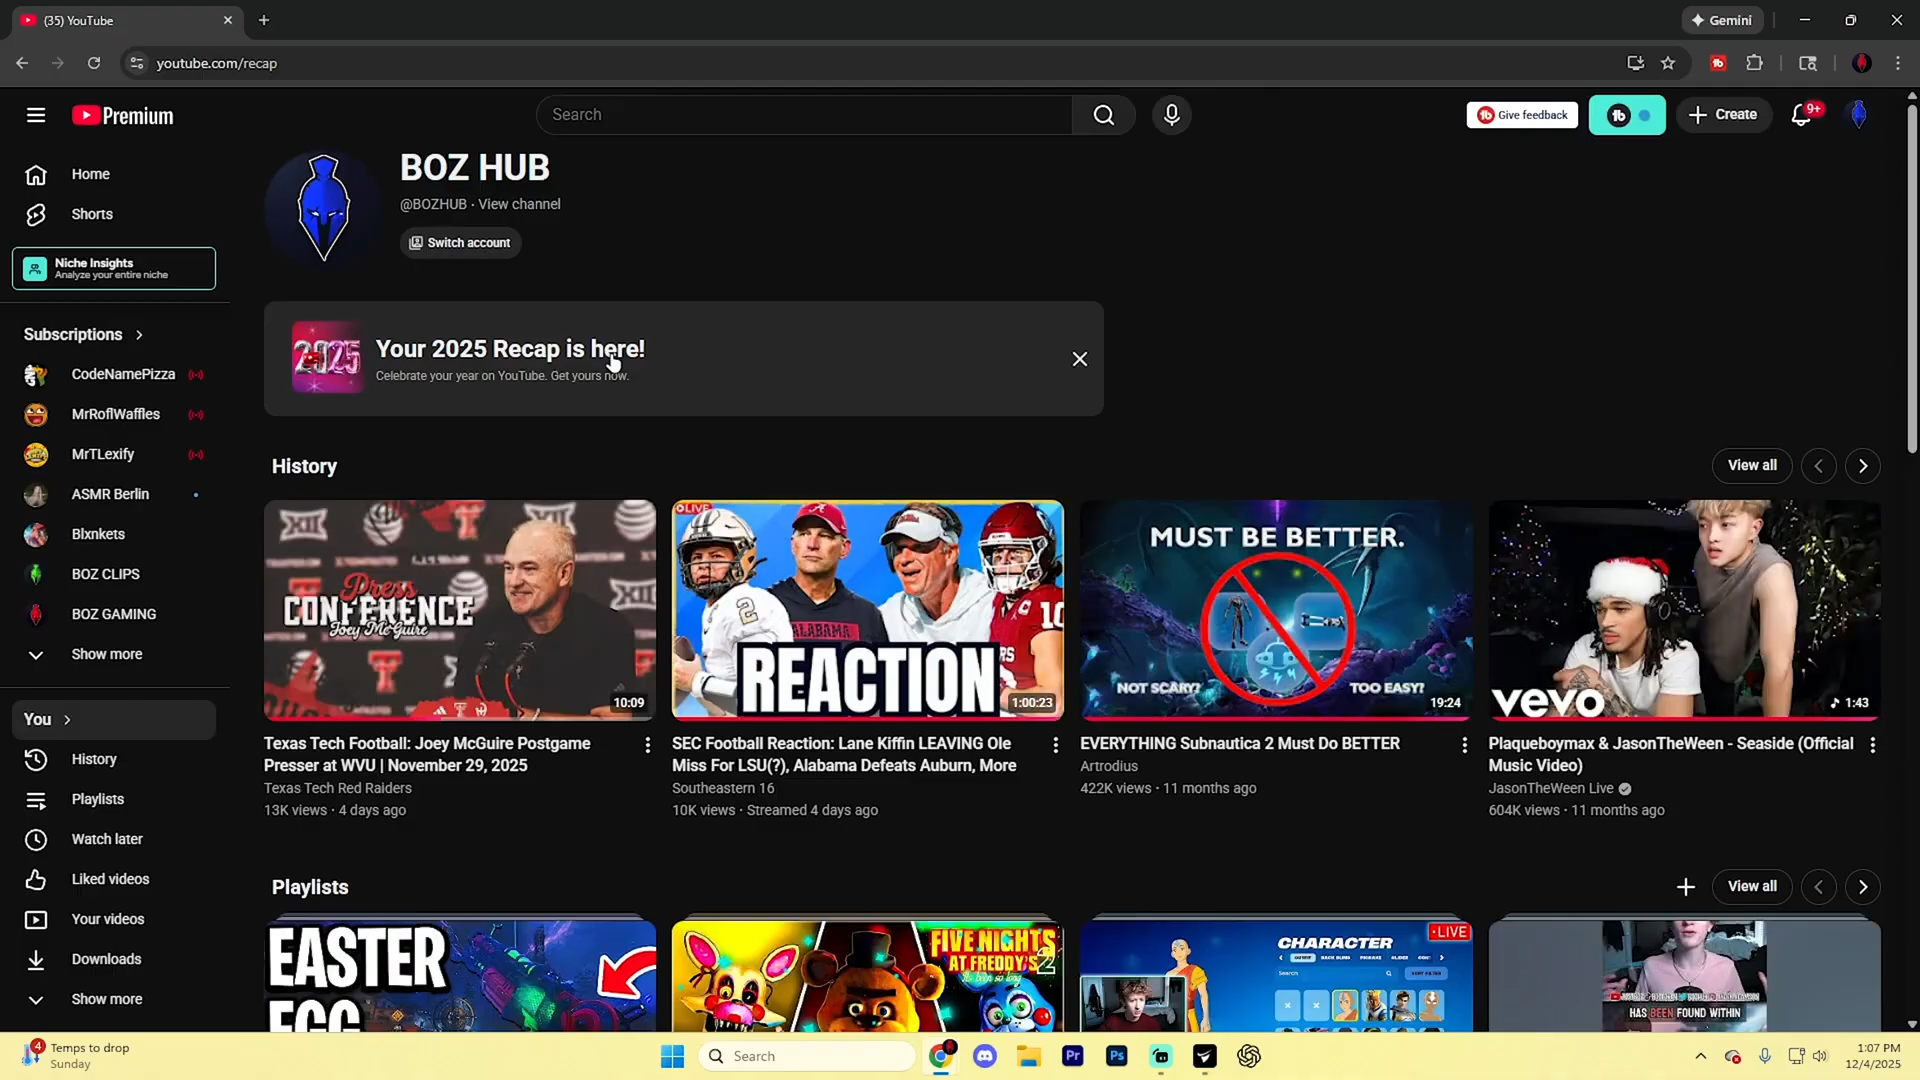 (35) YouTube
Gemini
youtube.com/recap
Premium
Search
Give feedback
Create
9+
Home
Shorts
Niche Insights
Analyze your entire niche
Subscriptions
CodeNamePizza
MrRoflWaffles
MrTLexify
ASMR Berlin
Blxnkets
BOZ CLIPS
BOZ GAMING
Show more
You
History
Playlists
Watch later
Liked videos
Your videos
Downloads
Show more
BOZ HUB
@BOZHUB · View channel
Switch account
2025
Your 2025 Recap is here!
Celebrate your year on YouTube. Get yours now.
History
View all
XII
Press
CONFERENCE
Joey McGuire
10:09
Texas Tech Football: Joey McGuire Postgame
Presser at WVU | November 29, 2025
Texas Tech Red Raiders
13K views · 4 days ago
LIVE
2
ALABAMA
10
REACTION
1:00:23
SEC Football Reaction: Lane Kiffin LEAVING Ole
Miss For LSU(?), Alabama Defeats Auburn, More
Southeastern 16
10K views · Streamed 4 days ago
MUST BE BETTER.
NOT SCARY?
TOO EASY?
19:24
EVERYTHING Subnautica 2 Must Do BETTER
Artrodius
422K views · 11 months ago
vevo
1:43
Plaqueboymax & JasonTheWeen - Seaside (Official
Music Video)
JasonTheWeen Live
604K views · 11 months ago
Playlists
View all
EASTER
EGG
FIVE NIGHTS
AT FREDDY'S
2
LIVE
CHARACTER
Search
HAS BEEN FOUND WITHIN
4
Temps to drop
Sunday
Search
Pr
Ps
1:07 PM
12/4/2025